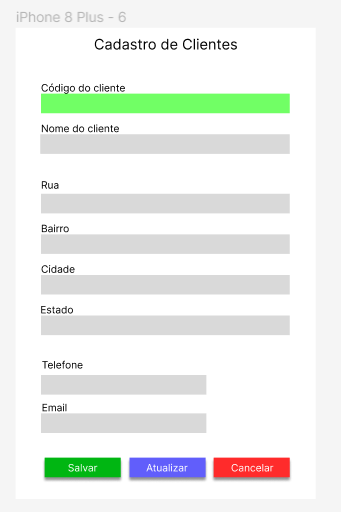 iPhone 8 Plus - 6
Cadastro de Clientes
Código do cliente
Nome do cliente
Rua
Bairro
Cidade
Estado
Telefone
Email
Salvar Atualizar Cancelar